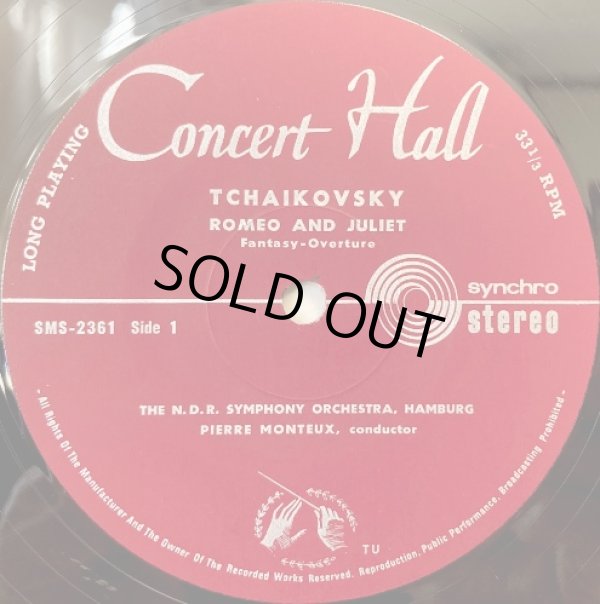 Concert Hall
LONG PLAYING
33 1/3 RPM
TCHAIKOVSKY
ROMEO AND JULIET
Fantasy-Overture
SOLD OUT
synchro
stereo
SMS-2361 Side 1
THE N.D.R. SYMPHONY ORCHESTRA, HAMBURG
PIERRE MONTEUX, conductor
TU
- All Rights Of The Manufacturer And The Owner Of The Recorded Works Reserved. Reproduction, Public Performance, Broadcasting Prohibited -